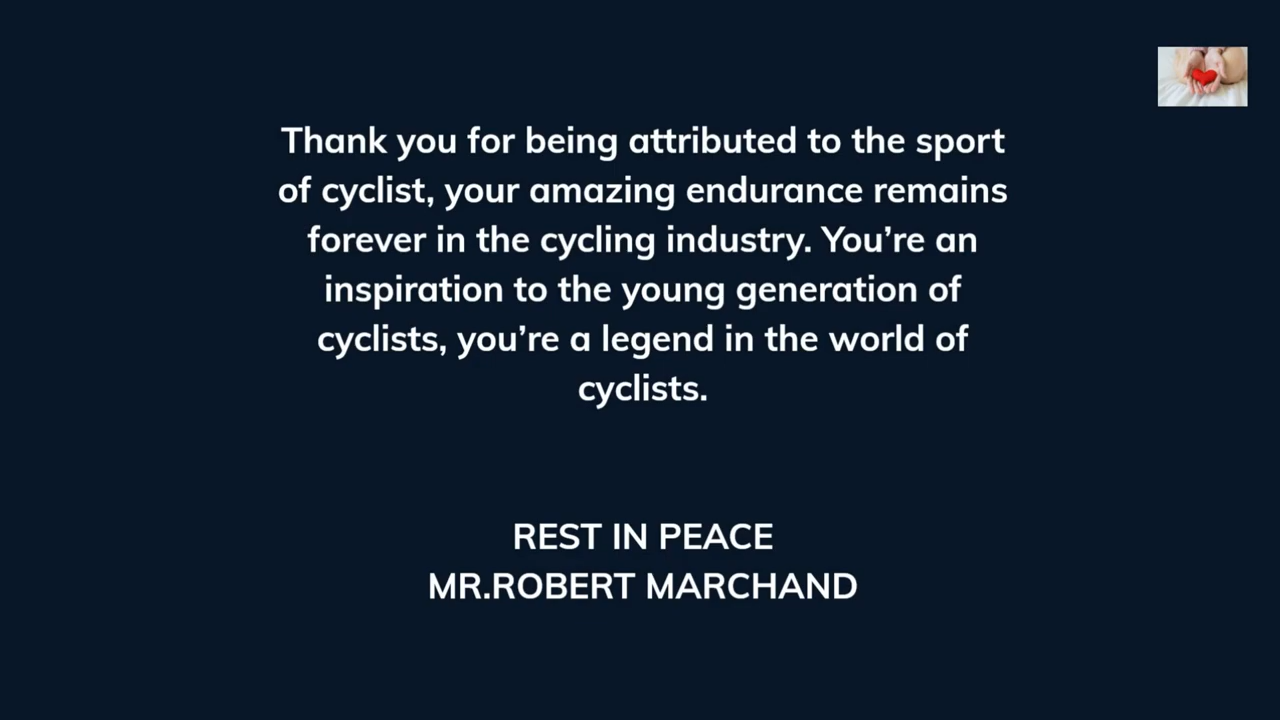 Thank you for being attributed to the sport
of cyclist, your amazing endurance remains
forever in the cycling industry. You’re an
inspiration to the young generation of
cyclists, you’re a legend in the world of
cyclists.
REST IN PEACE
MR.ROBERT MARCHAND